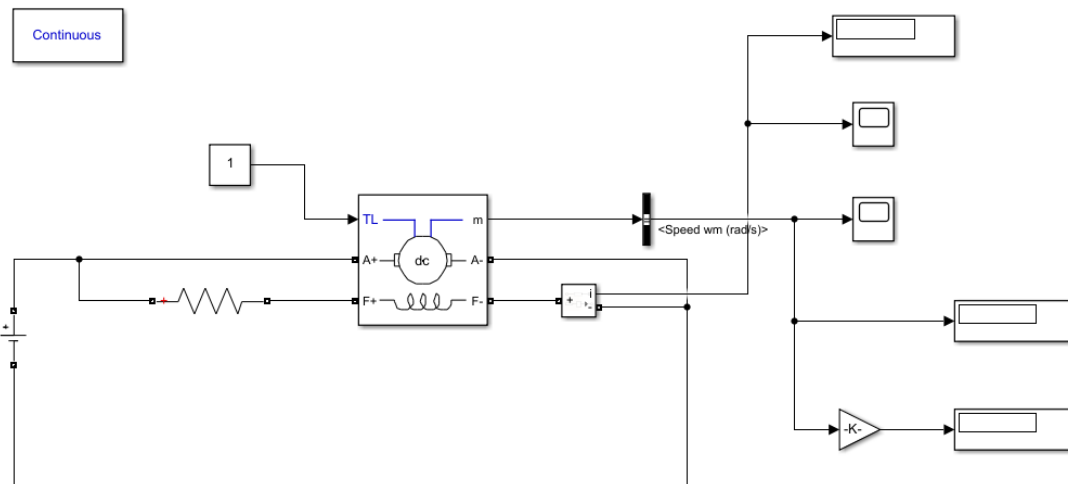 Continuous
1
TL
m
<Speed wm (rad/s)>
A+
dc
A-
F+
F-
+
i
-
+
+
-K-